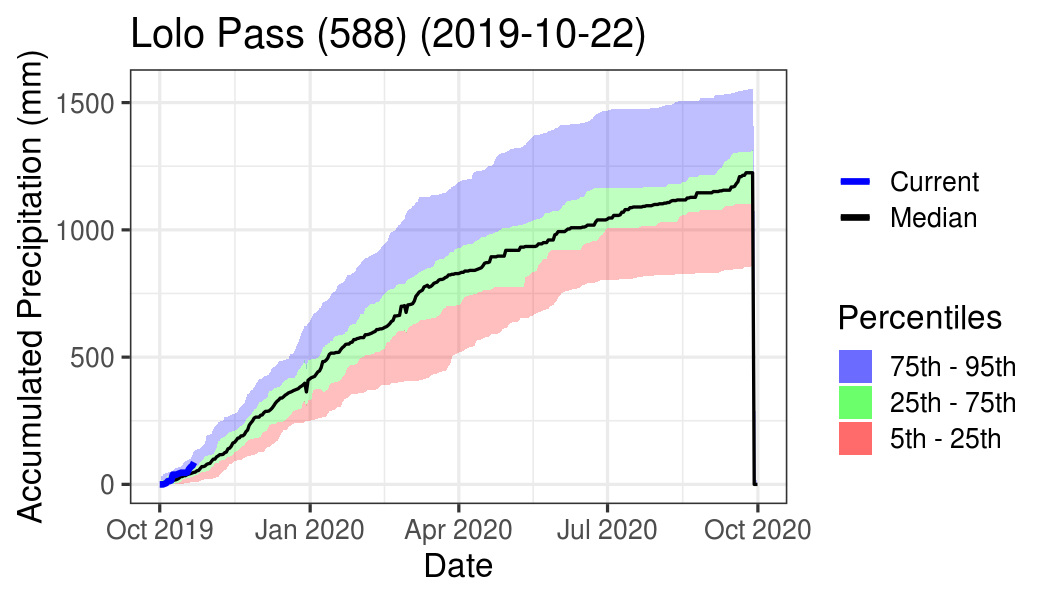 Lolo Pass (588) (2019-10-22)
Accumulated Precipitation (mm)
1500
1000
500
0
Oct 2019
Jan 2020
Apr 2020
Jul 2020
Oct 2020
Date
Current
Median
Percentiles
75th - 95th
25th - 75th
5th - 25th